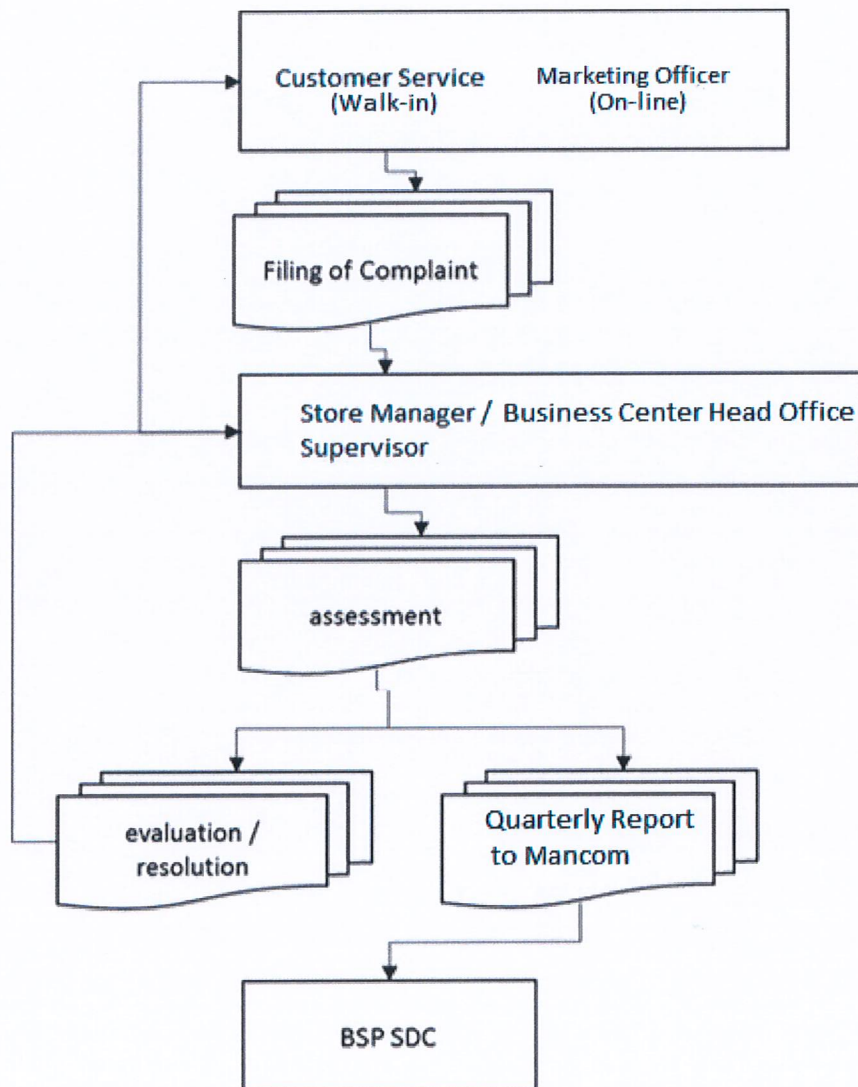 Customer Service
(Walk-in)
Marketing Officer
(On-line)
Filing of Complaint
Store Manager / Business Center Head Office
Supervisor
assessment
evaluation /
resolution
Quarterly Report
to Mancom
BSP SDC